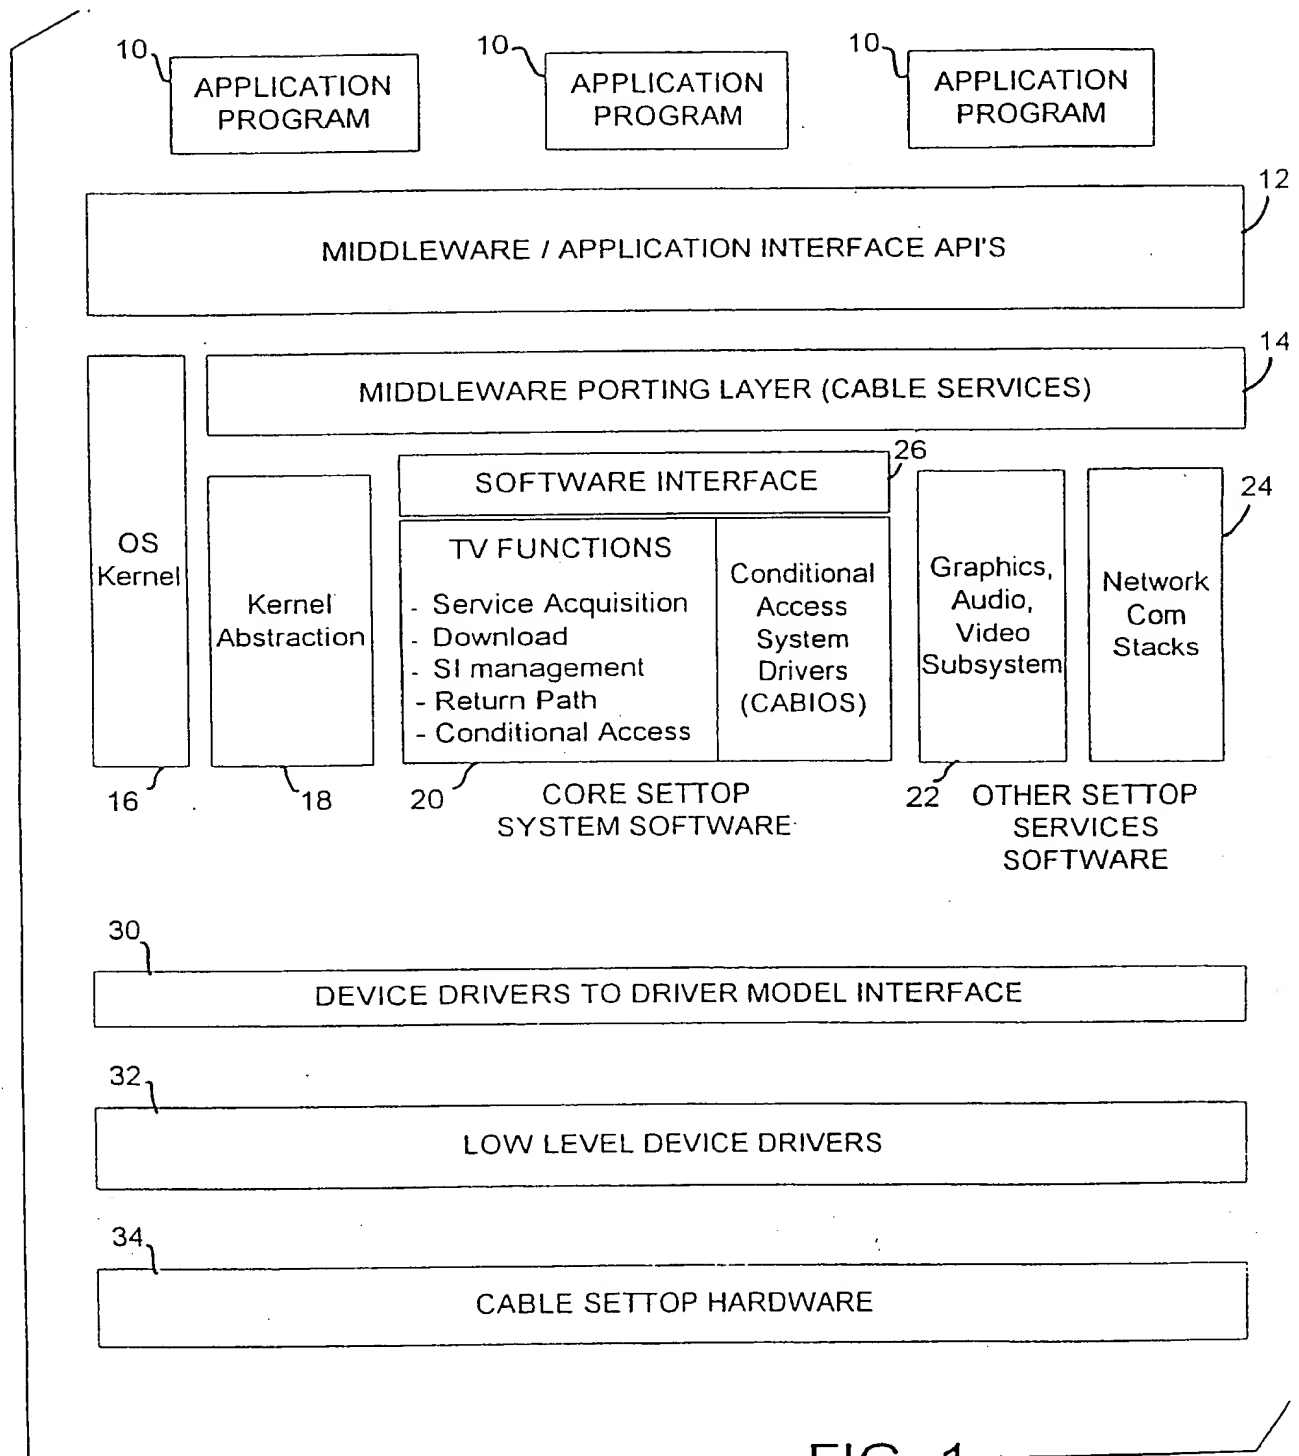 10
APPLICATION
PROGRAM
10
APPLICATION
PROGRAM
10
APPLICATION
PROGRAM
12
MIDDLEWARE / APPLICATION INTERFACE API'S
14
MIDDLEWARE PORTING LAYER (CABLE SERVICES)
OS
Kernel
16
Kernel
Abstraction
18
26
SOFTWARE INTERFACE
TV FUNCTIONS
- Service Acquisition
- Download
- SI management
- Return Path
- Conditional Access
20
Conditional
Access
System
Drivers
(CABIOS)
CORE SETTOP
SYSTEM SOFTWARE
Graphics,
Audio,
Video
Subsystem
22
24
Network
Com
Stacks
OTHER SETTOP
SERVICES
SOFTWARE
30
DEVICE DRIVERS TO DRIVER MODEL INTERFACE
32
LOW LEVEL DEVICE DRIVERS
34
CABLE SETTOP HARDWARE
FIG. 1